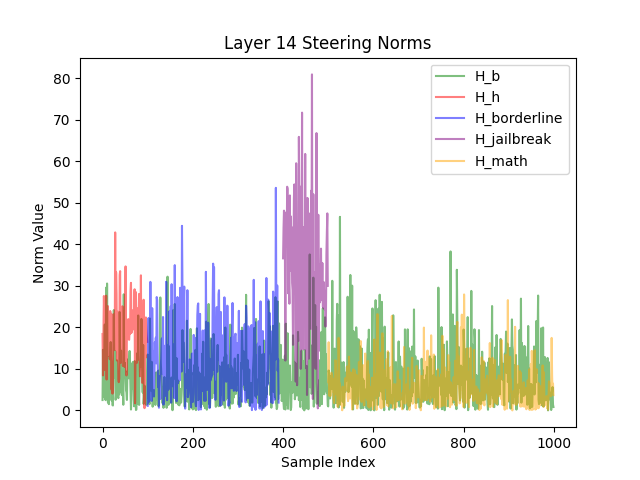 Layer 14 Steering Norms
Norm Value
80
70
60
50
40
30
20
10
0
H_b
H_h
H_borderline
H_jailbreak
H_math
0
200
400
600
800
1000
Sample Index